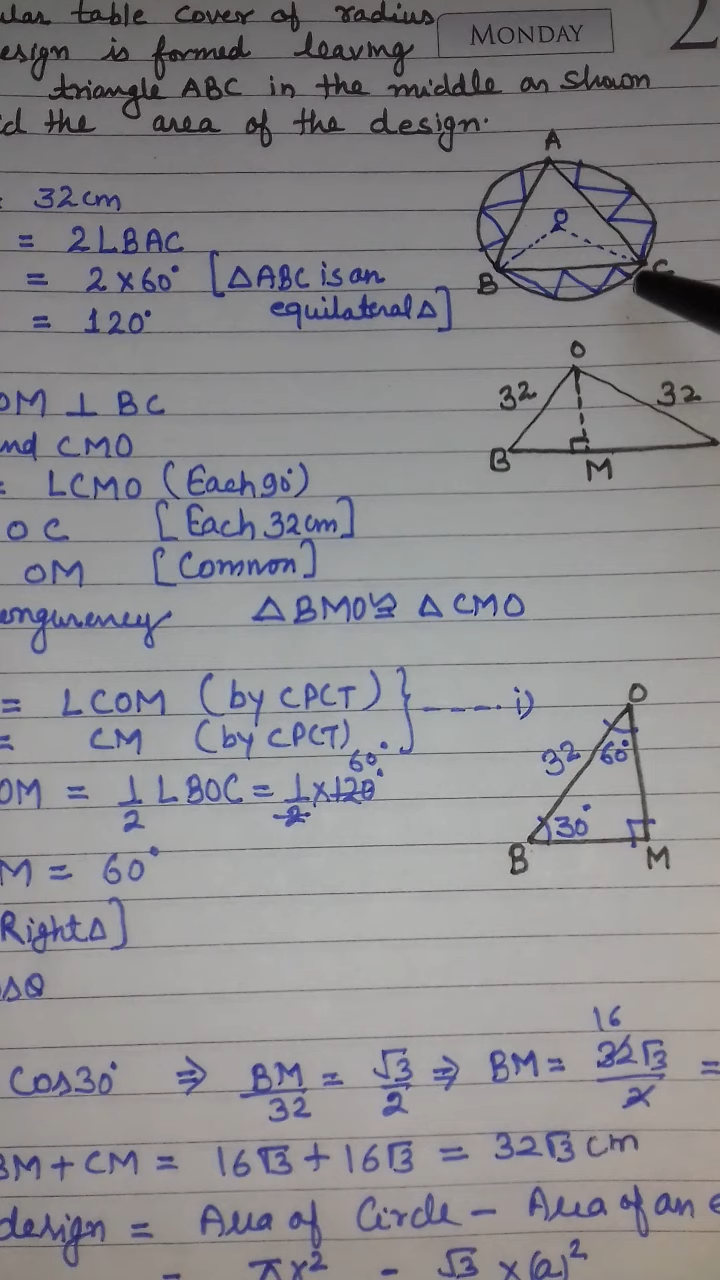 table cover of radius
is formed leaving
MONDAY
2
triangle ABC in the middle as shown
the area of the design.
A
B
C
O
= 32cm
= 2∠BAC
= 2×60° [△ABC is an
= 120° equilateral△]
O
32
32
B
M
OM ⊥ BC
and CMO
= ∠CMO (Each 90°)
OC [Each 32cm]
OM [Common]
△BMO≅ △CMO
= ∠COM (by CPCT)
= CM (by CPCT)
} ----- i)
O
32
60°
30°
B
M
OM = 1/2 ∠BOC = 1/2 × 120° 60°
M = 60°
Right△]
Cos30° ⇒ BM/32 = √3/2 ⇒ BM = 32√3/2 = 16
BM + CM = 16√3 + 16√3 = 32√3 cm
design = Area of Circle - Area of an
= πr² - √3 × (a)²